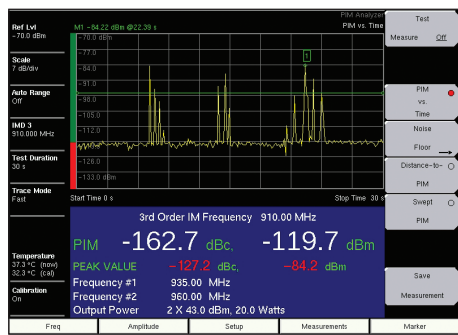 PIM Analyzer
Ref Lvl
-70.0 dBm
M1 -84.22 dBm @22.39 s
PIM vs. Time
-70.0 dBm
-77.0
-84.0
-91.0
-98.0
-105.0
-112.0
-126.0
-133.0 dBm
1
Scale
7 dB/div
Auto Range
Off
IMD 3
910.000 MHz
Test Duration
30 s
Trace Mode
Fast
Start Time 0 s
Stop Time 30 s
3rd Order IM Frequency 910.00 MHz
PIM -162.7 dBc, -119.7 dBm
PEAK VALUE -127.2 dBc, -84.2 dBm
Frequency #1 935.00 MHz
Frequency #2 960.00 MHz
Output Power 2 X 43.0 dBm, 20.0 Watts
Temperature
37.3 °C (now)
32.3 °C (cal)
Calibration
On
Test
Measure Off
PIM
vs.
Time
Noise
Floor
Distance-to-
PIM
Swept
PIM
Save
Measurement
Freq
Amplitude
Setup
Measurements
Marker